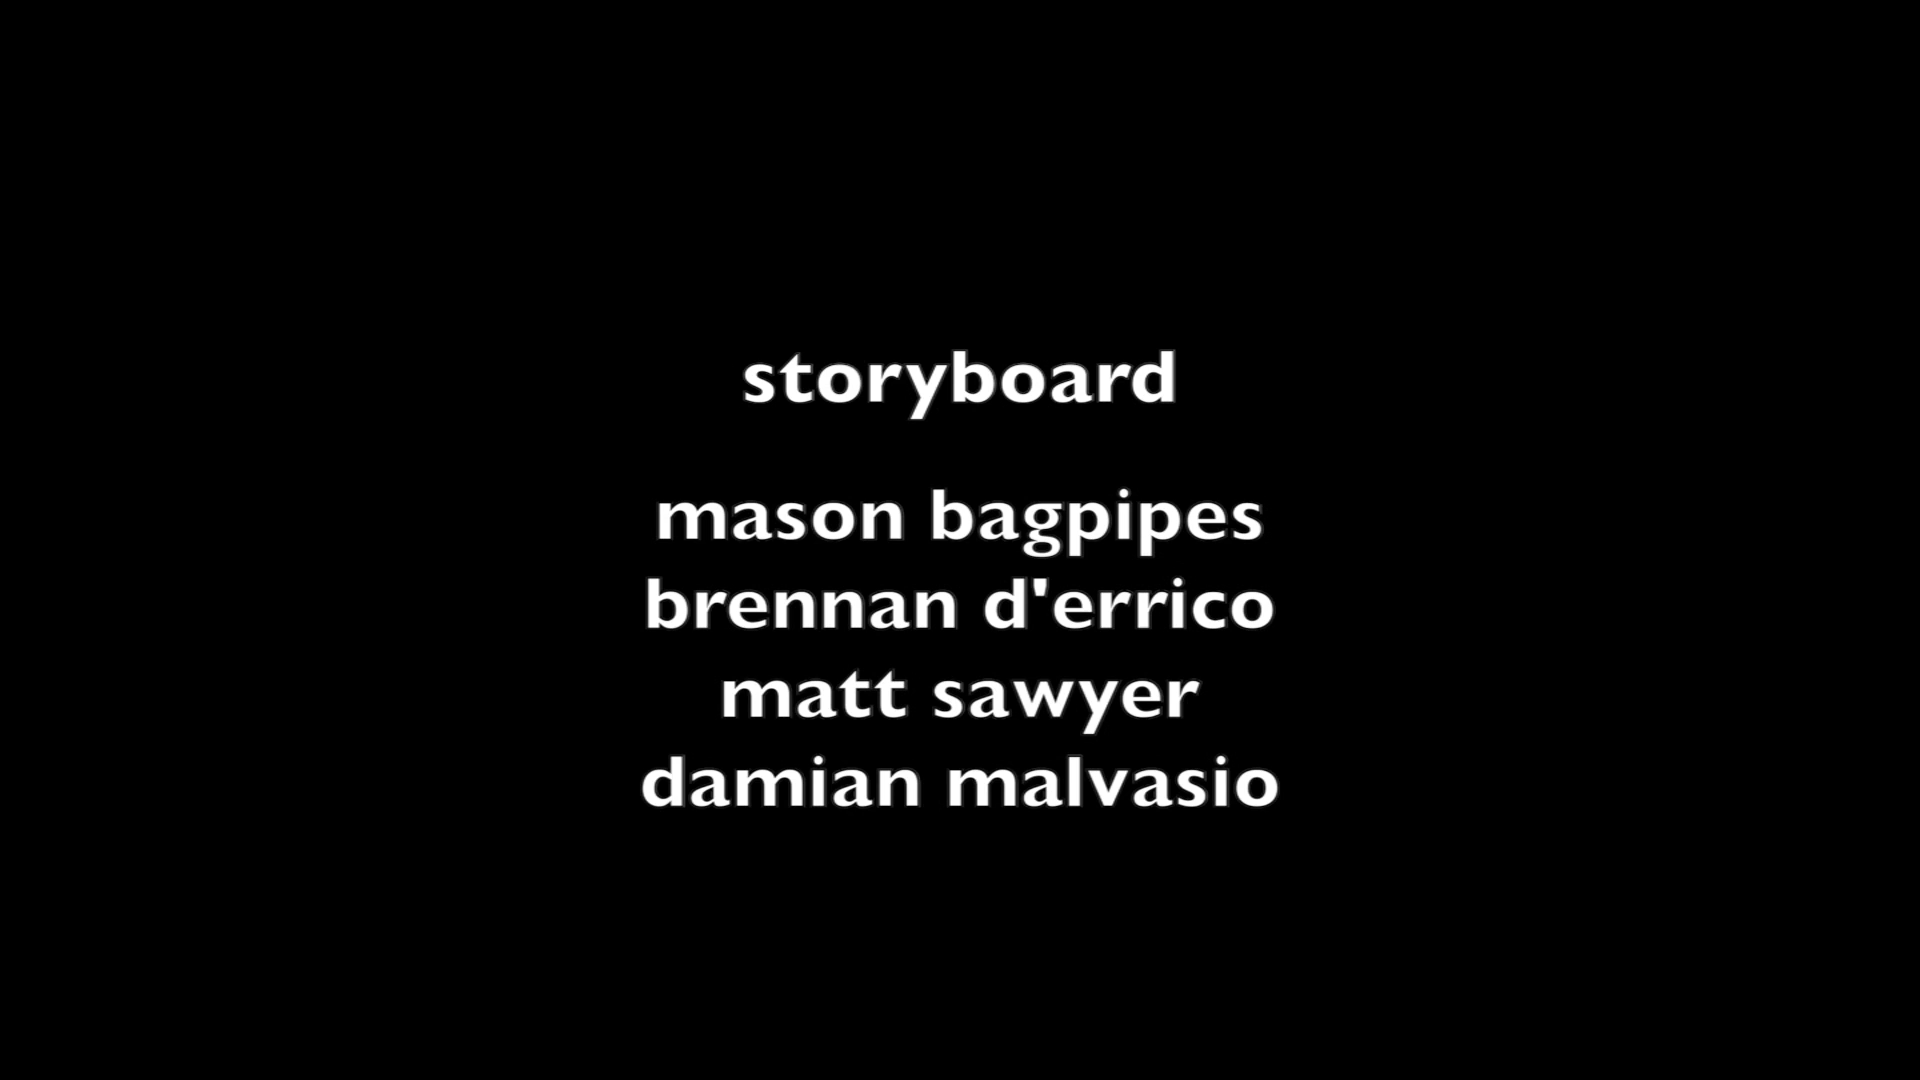 storyboard
mason bagpipes
brennan d'errico
matt sawyer
damian malvasio